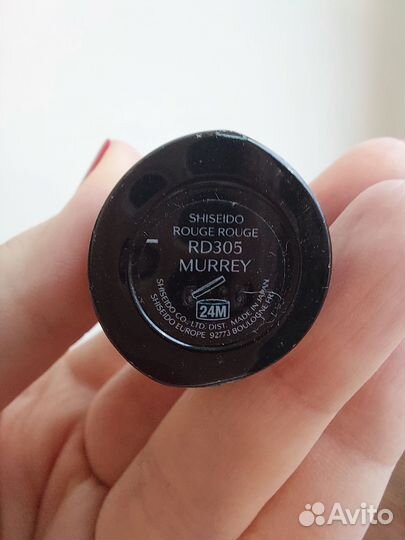 SHISEIDO
ROUGE ROUGE
RD305
MURREY
24M
SHISEIDO CO., LTD. DIST. MADE IN JAPAN
SHISEIDO EUROPE 92773 BOULOGNE FR
Avito